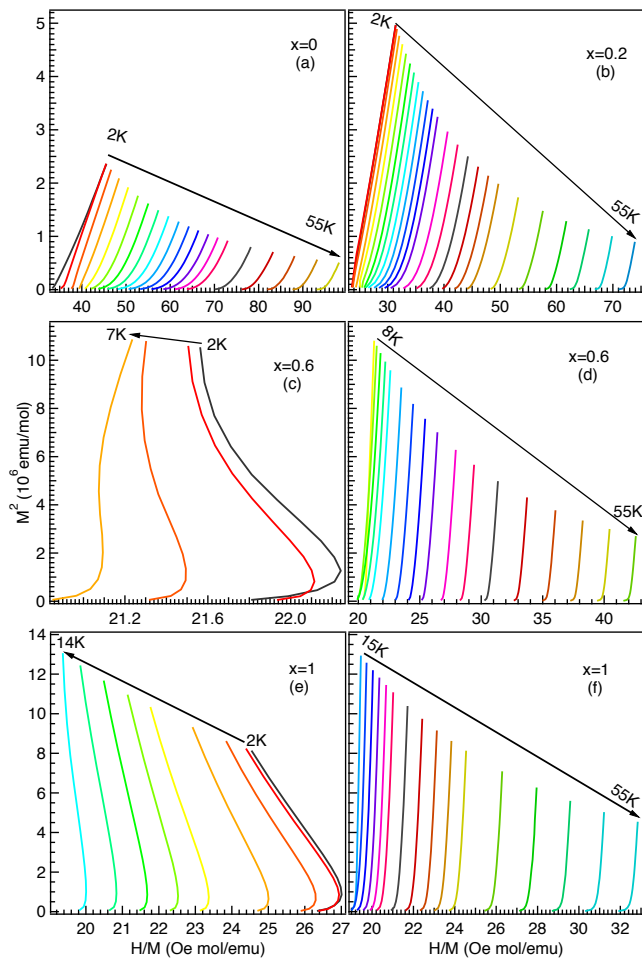 5
4
3
2
1
0
x=0
(a)
2K
55K
40 50 60 70 80 90
x=0.2
(b)
2K
55K
30 40 50 60 70
M² (10⁶ emu/mol)
10
8
6
4
2
0
7K
2K
x=0.6
(c)
21.2 21.6 22.0
8K
x=0.6
(d)
55K
20 25 30 35 40
14
12
10
8
6
4
2
0
14K
x=1
(e)
2K
20 21 22 23 24 25 26 27
H/M (Oe mol/emu)
15K
x=1
(f)
55K
20 22 24 26 28 30 32
H/M (Oe mol/emu)